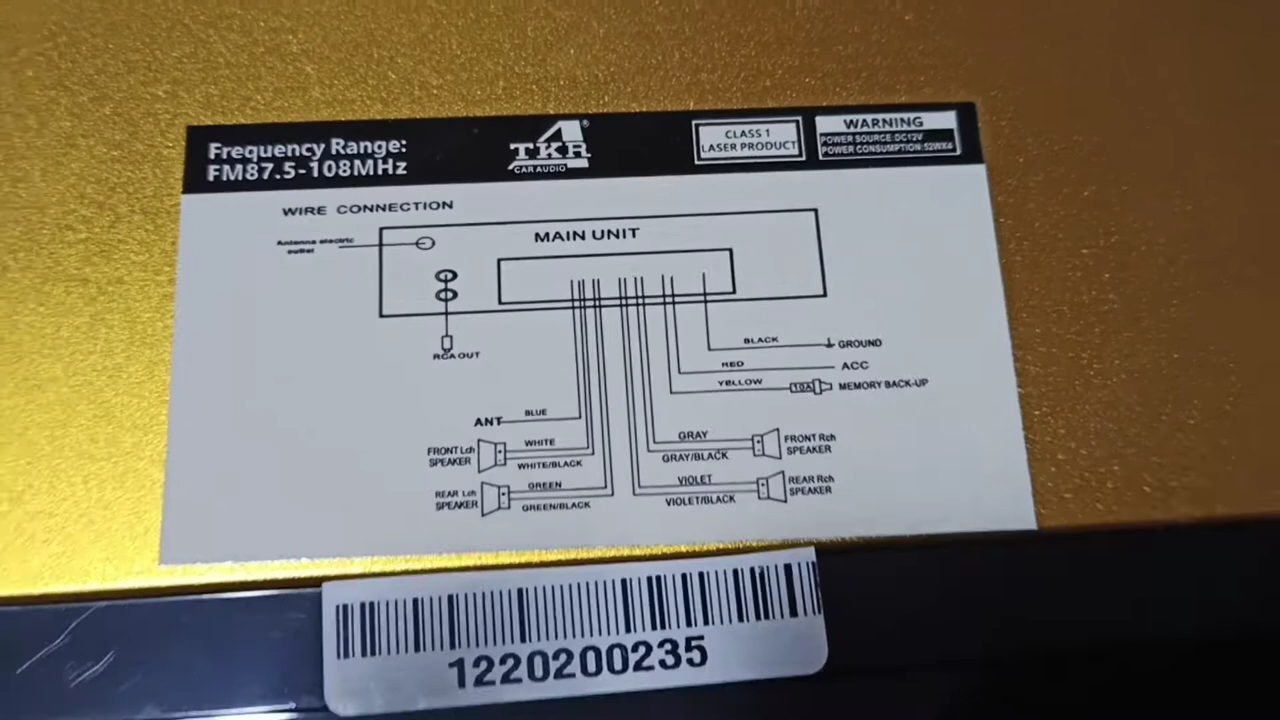 Frequency Range:
FM87.5-108MHz
TKR®
CAR AUDIO
CLASS 1
LASER PRODUCT
WARNING
POWER SOURCE:DC12V
POWER CONSUMPTION:52WX4
WIRE CONNECTION
Antenna electric
outlet
MAIN UNIT
RCA OUT
BLACK
GROUND
RED
ACC
YELLOW
10A
MEMORY BACK-UP
ANT
BLUE
FRONT Lch
SPEAKER
WHITE
WHITE/BLACK
REAR Lch
SPEAKER
GREEN
GREEN/BLACK
GRAY
GRAY/BLACK
FRONT Rch
SPEAKER
VIOLET
VIOLET/BLACK
REAR Rch
SPEAKER
1220200235